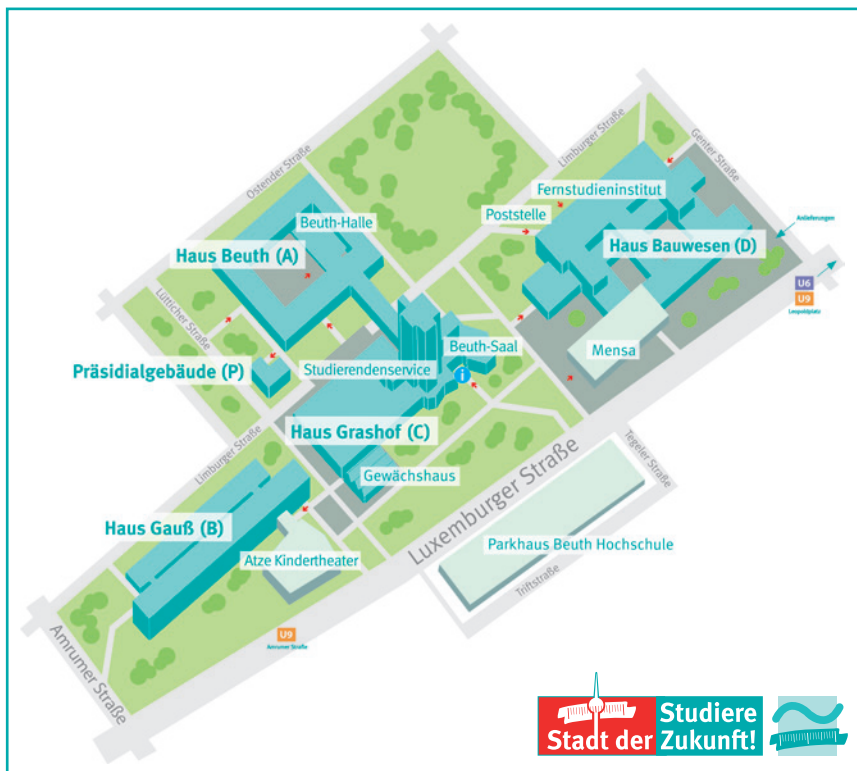 Ostender Straße
Limburger Straße
Genter Straße
Fernstudieninstitut
Beuth-Halle
Poststelle
Anlieferungen
Haus Beuth (A)
Haus Bauwesen (D)
U6
U9
Leopoldplatz
Lütticher Straße
Beuth-Saal
Mensa
Präsidialgebäude (P)
Studierendenservice
i
Haus Grashof (C)
Limburger Straße
Gewächshaus
Luxemburger Straße
Tegeler Straße
Haus Gauß (B)
Atze Kindertheater
Parkhaus Beuth Hochschule
Triftstraße
U9
Amrumer Straße
Amrumer Straße
Studiere
Stadt der Zukunft!